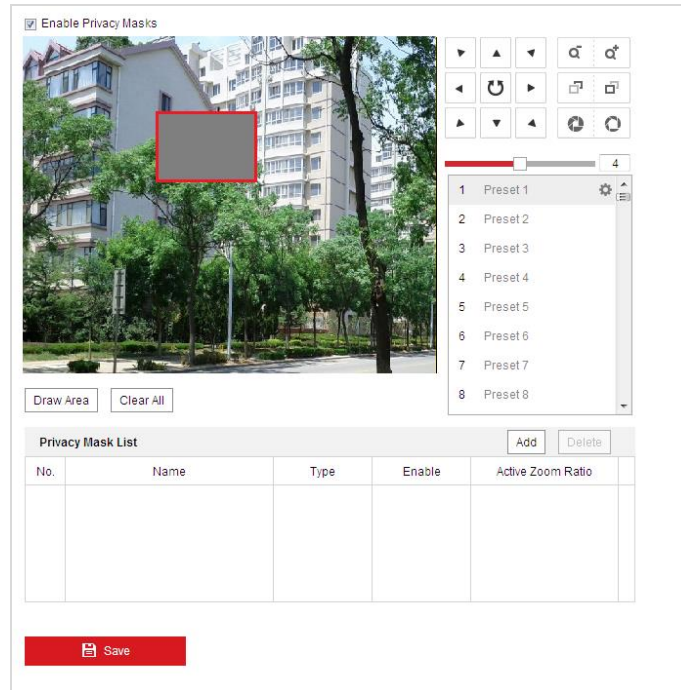 Enable Privacy Masks
4
1 Preset 1
2 Preset 2
3 Preset 3
4 Preset 4
5 Preset 5
6 Preset 6
7 Preset 7
8 Preset 8
Draw Area Clear All
Privacy Mask List Add Delete
No. Name Type Enable Active Zoom Ratio
Save